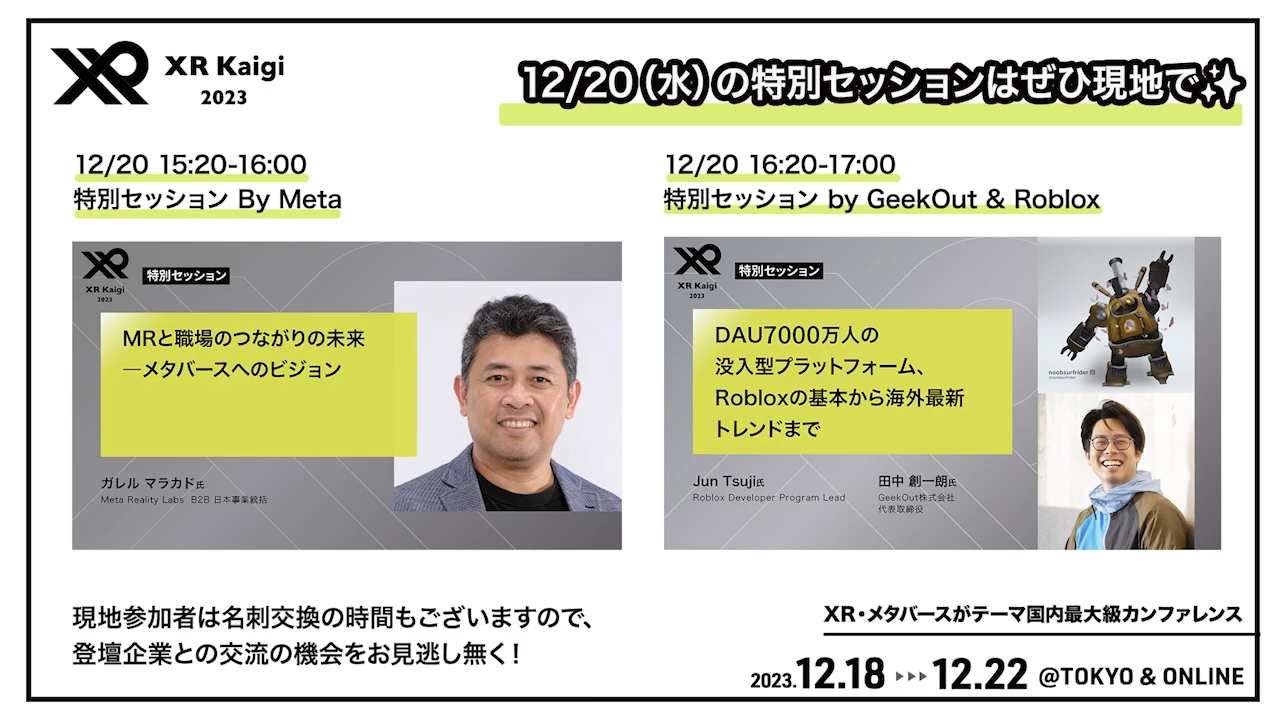 XR Kaigi
2023
12/20（水）の特別セッションはぜひ現地で
12/20 15:20-16:00
特別セッション By Meta
XR Kaigi
2023
特別セッション
MRと職場のつながりの未来
―メタバースへのビジョン
ガレル マラカド氏
Meta Reality Labs B2B 日本事業統括
12/20 16:20-17:00
特別セッション by GeekOut & Roblox
XR Kaigi
2023
特別セッション
DAU7000万人の
没入型プラットフォーム、
Robloxの基本から海外最新
トレンドまで
noobsurfrider
Jun Tsuji氏
Roblox Developer Program Lead
田中 創一朗氏
GeekOut株式会社
代表取締役
現地参加者は名刺交換の時間もございますので、
登壇企業との交流の機会をお見逃し無く！
XR・メタバースがテーマ国内最大級カンファレンス
2023.12.18 ▶▶▶ 12.22 @TOKYO & ONLINE